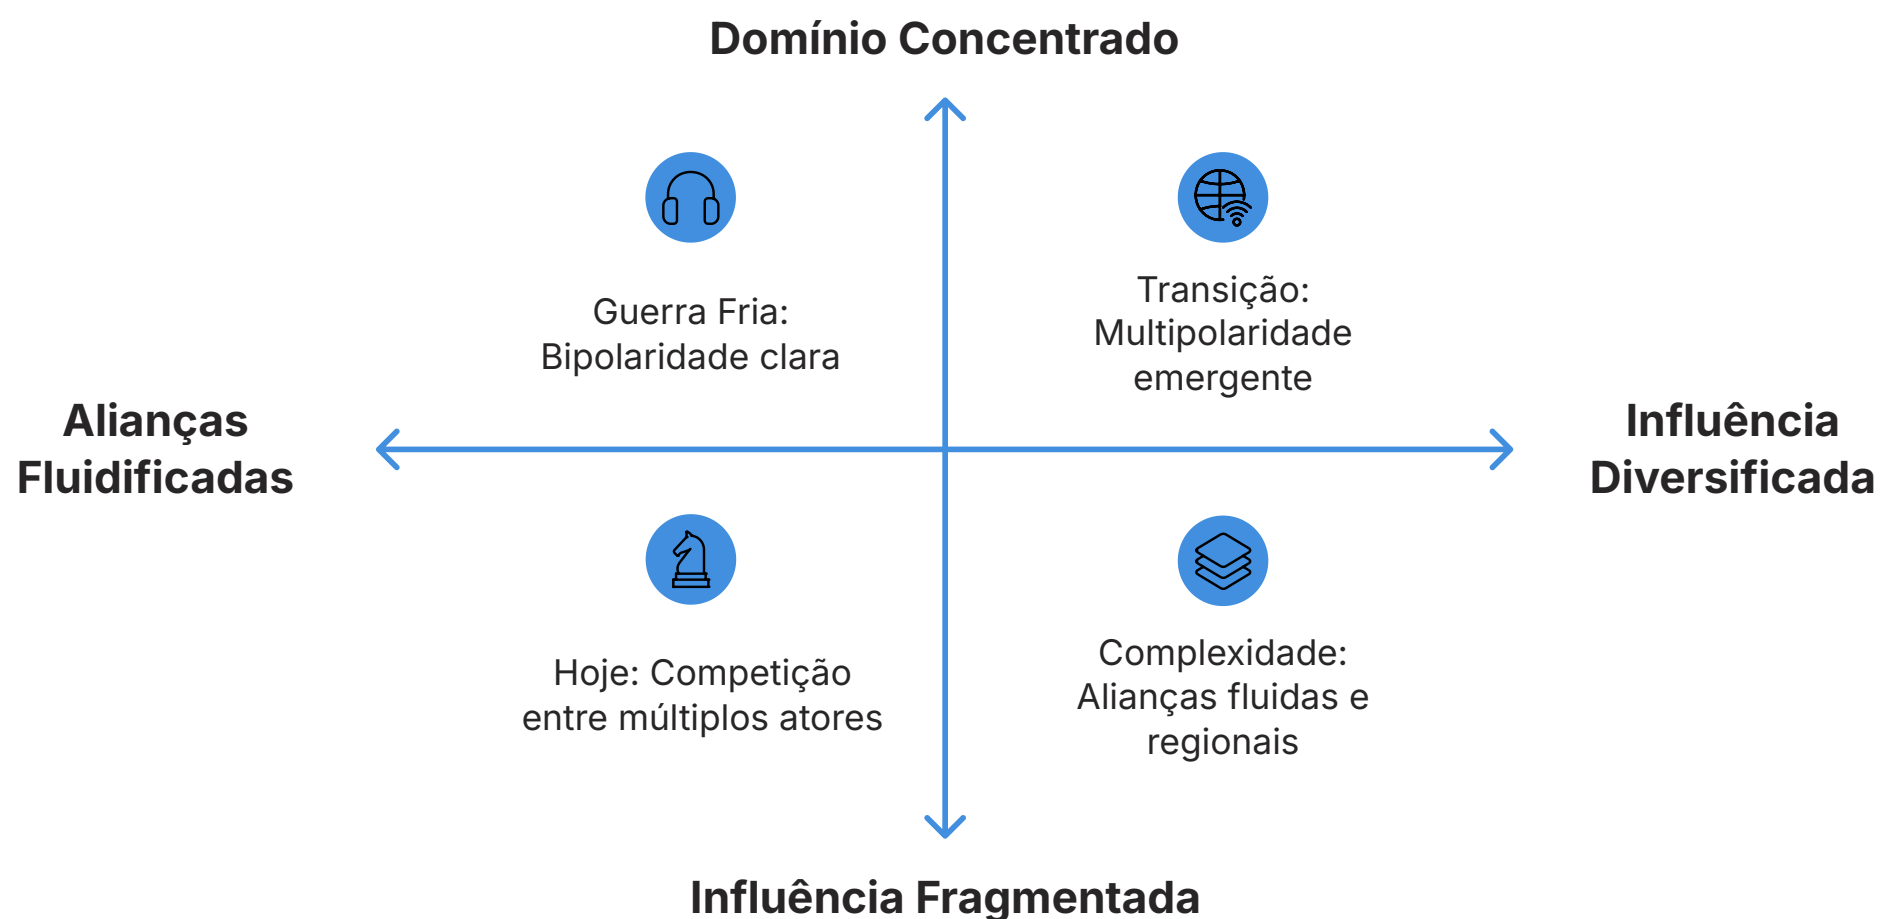 Domínio Concentrado
Guerra Fria:
Bipolaridade clara
Transição:
Multipolaridade
emergente
Alianças
Fluidificadas
Influência
Diversificada
Hoje: Competição
entre múltiplos atores
Complexidade:
Alianças fluidas e
regionais
Influência Fragmentada